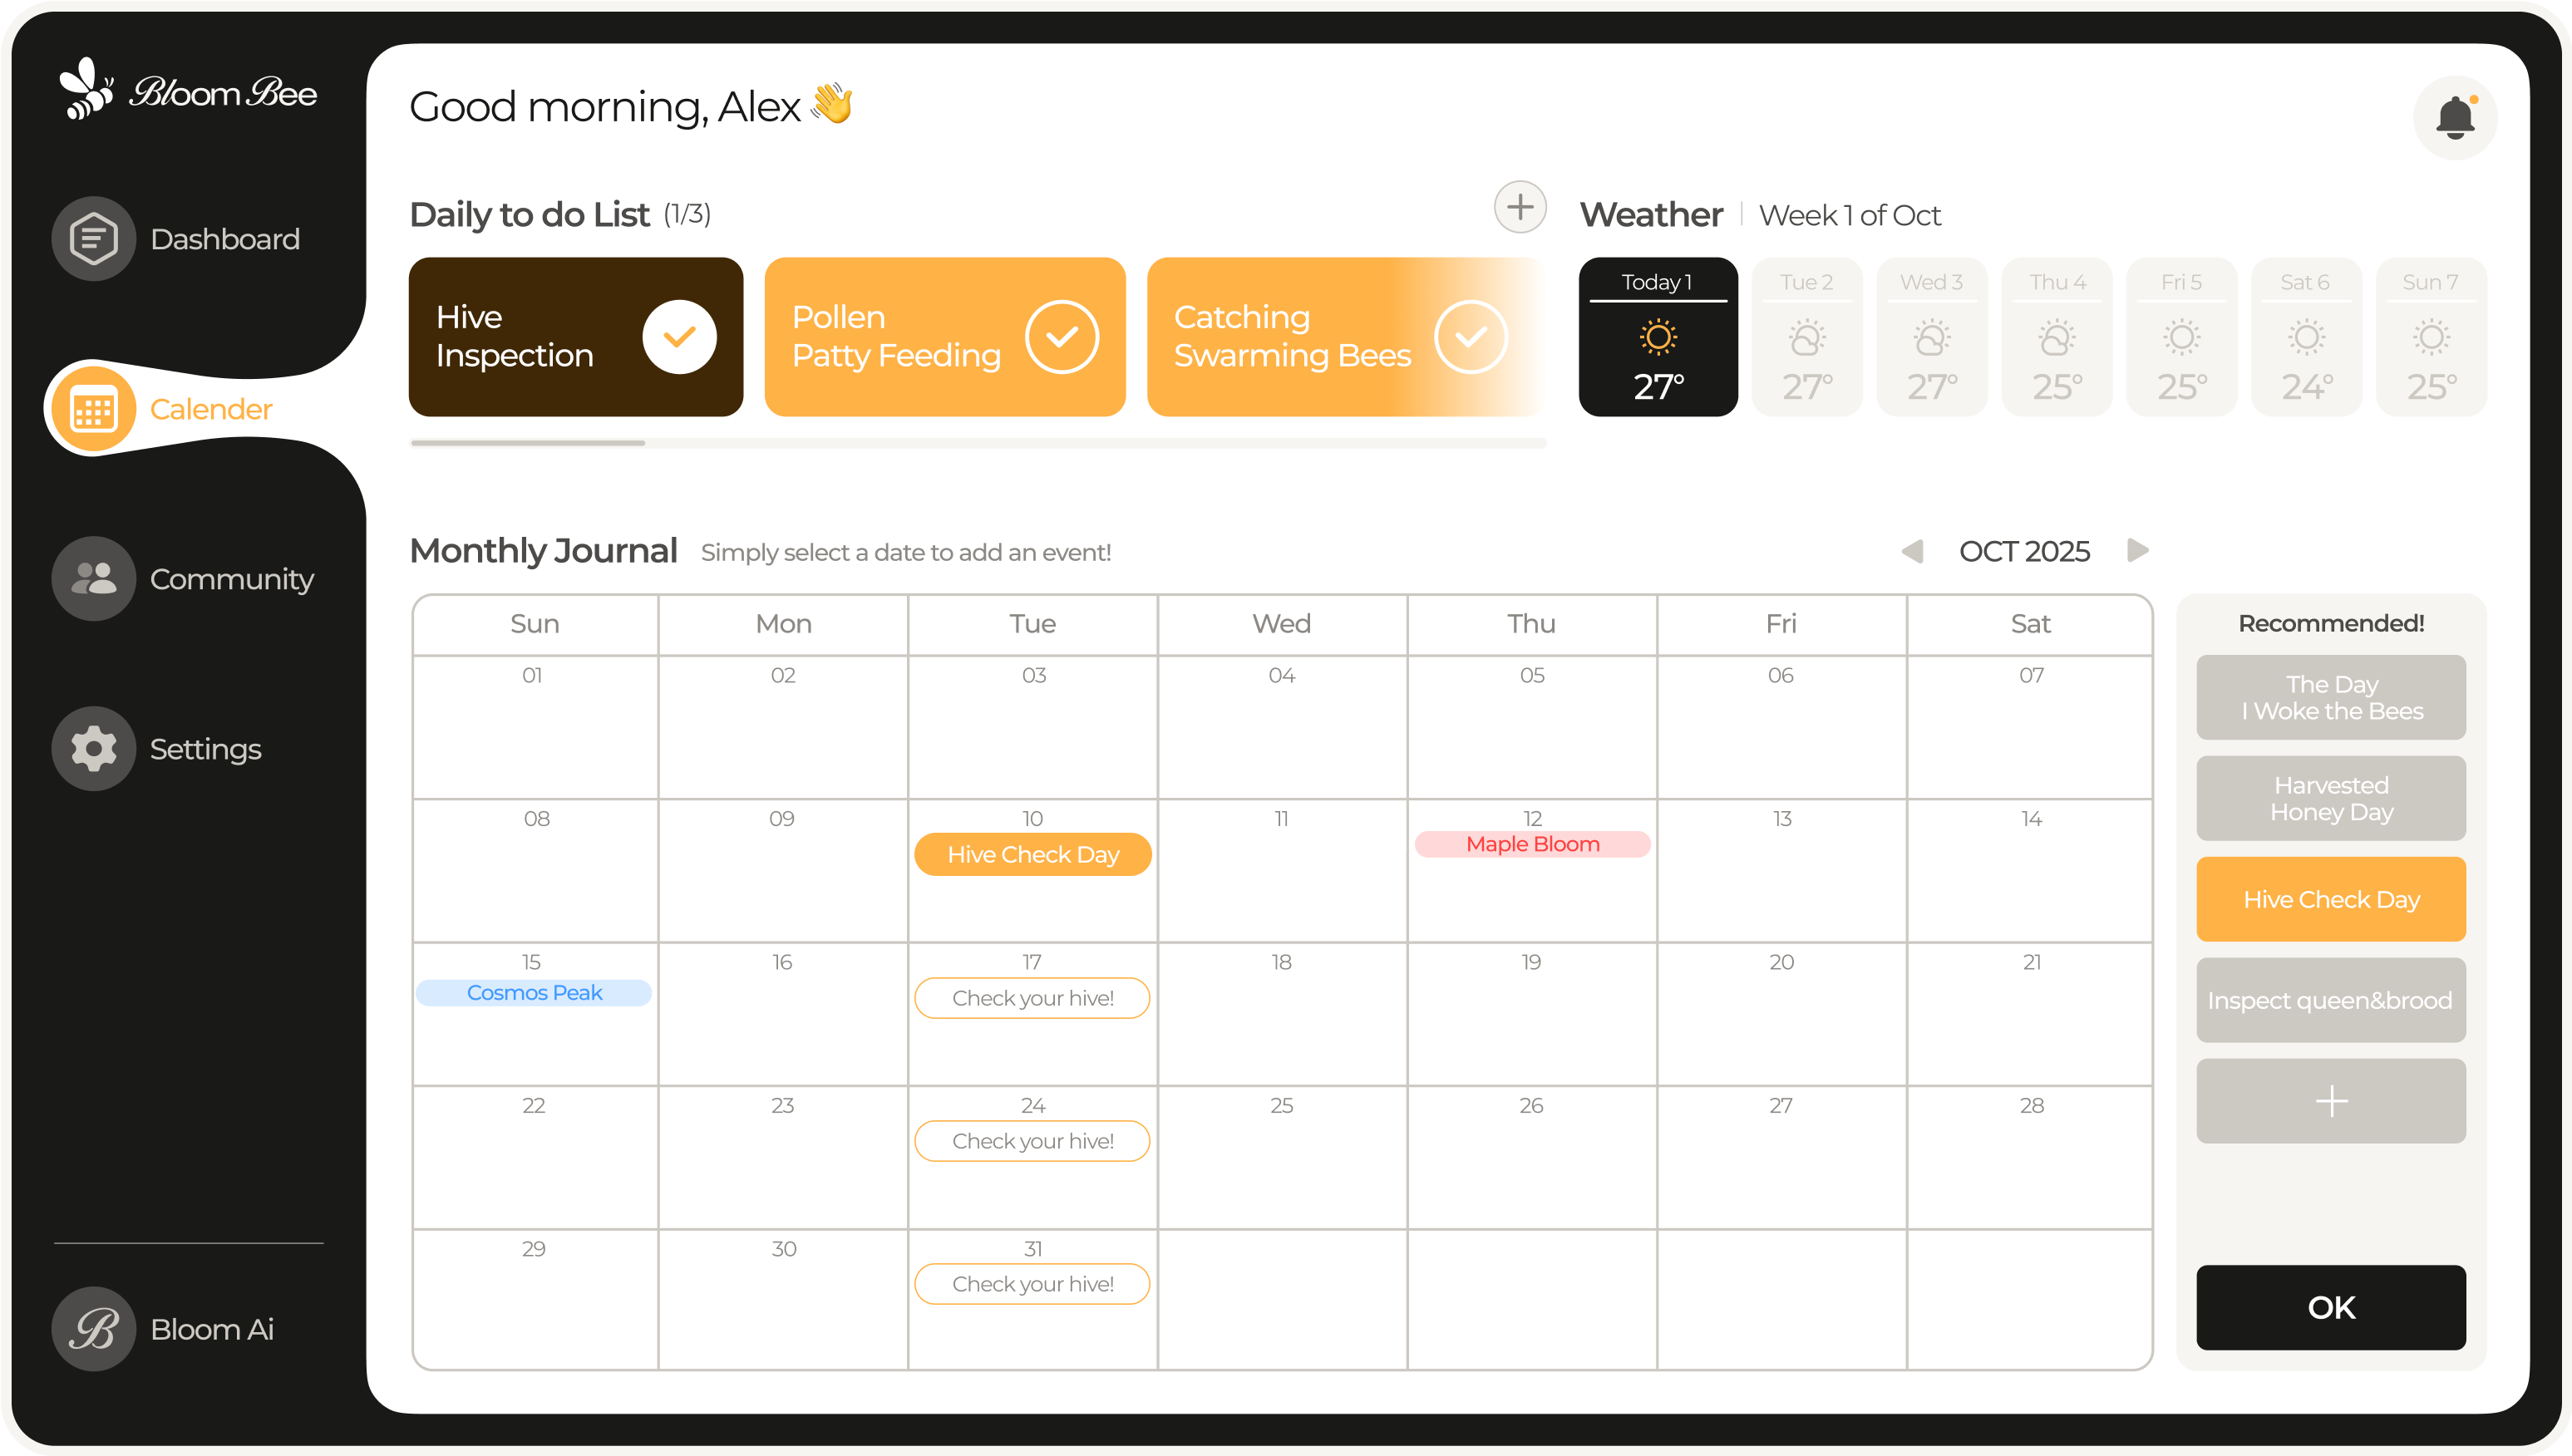 Bloom Bee
Dashboard
Calender
Community
Settings
Bloom Ai
Good morning, Alex 👋
Daily to do List (1/3)
Hive
Inspection
Pollen
Patty Feeding
Catching
Swarming Bees
Weather | Week 1 of Oct
Today 1
27°
Tue 2
27°
Wed 3
27°
Thu 4
25°
Fri 5
25°
Sat 6
24°
Sun 7
25°
Monthly Journal Simply select a date to add an event!
OCT 2025
Sun Mon Tue Wed Thu Fri Sat
01 02 03 04 05 06 07
08 09 10 11 12 13 14
Hive Check Day Maple Bloom
15 16 17 18 19 20 21
Cosmos Peak Check your hive!
22 23 24 25 26 27 28
Check your hive!
29 30 31
Check your hive!
Recommended!
The Day
I Woke the Bees
Harvested
Honey Day
Hive Check Day
Inspect queen&brood
OK
B